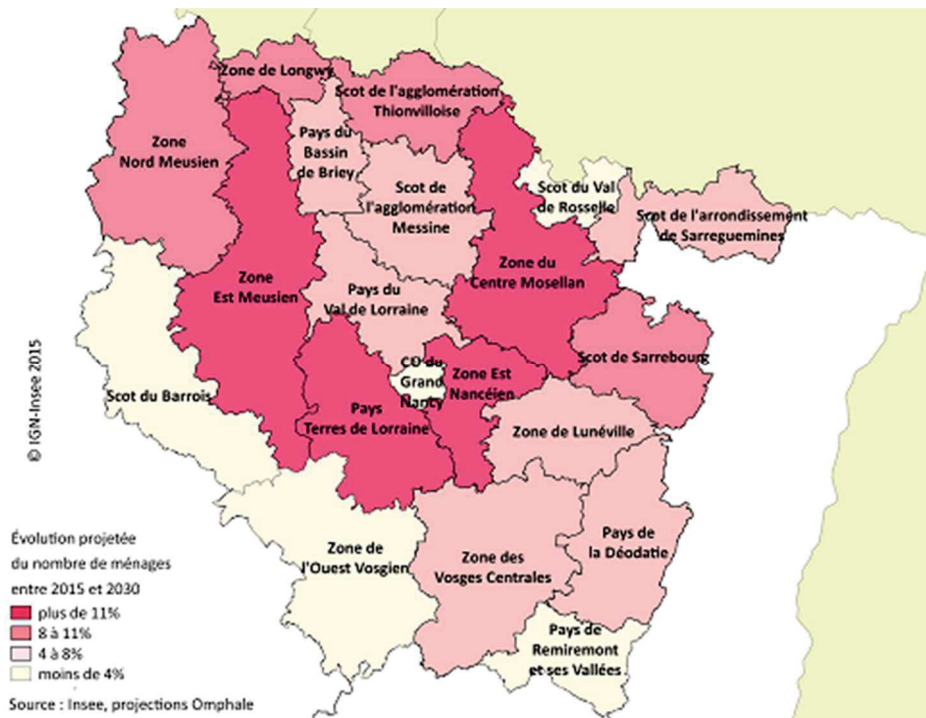 Zone de Longwy
Scot de l'agglomération
Thionvilloise
Zone
Nord Meusien
Pays du
Bassin
de Briey
Scot de
l'agglomération
Messine
Scot du Val
de Rosselle
Scot de l'arrondissement
de Sarreguemines
Zone
Est Meusien
Zone du
Centre Mosellan
Pays du
Val de Lorraine
Scot de Sarrebourg
CU du
Grand
Nancy
Zone Est
Nancéien
Scot du Barrois
Pays
Terres de Lorraine
Zone de Lunéville
Zone de
l'Ouest Vosgien
Zone des
Vosges Centrales
Pays de
la Déodatie
Pays de
Remiremont
et ses Vallées
© IGN-Insee 2015
Évolution projetée
du nombre de ménages
entre 2015 et 2030
plus de 11%
8 à 11%
4 à 8%
moins de 4%
Source : Insee, projections Omphale